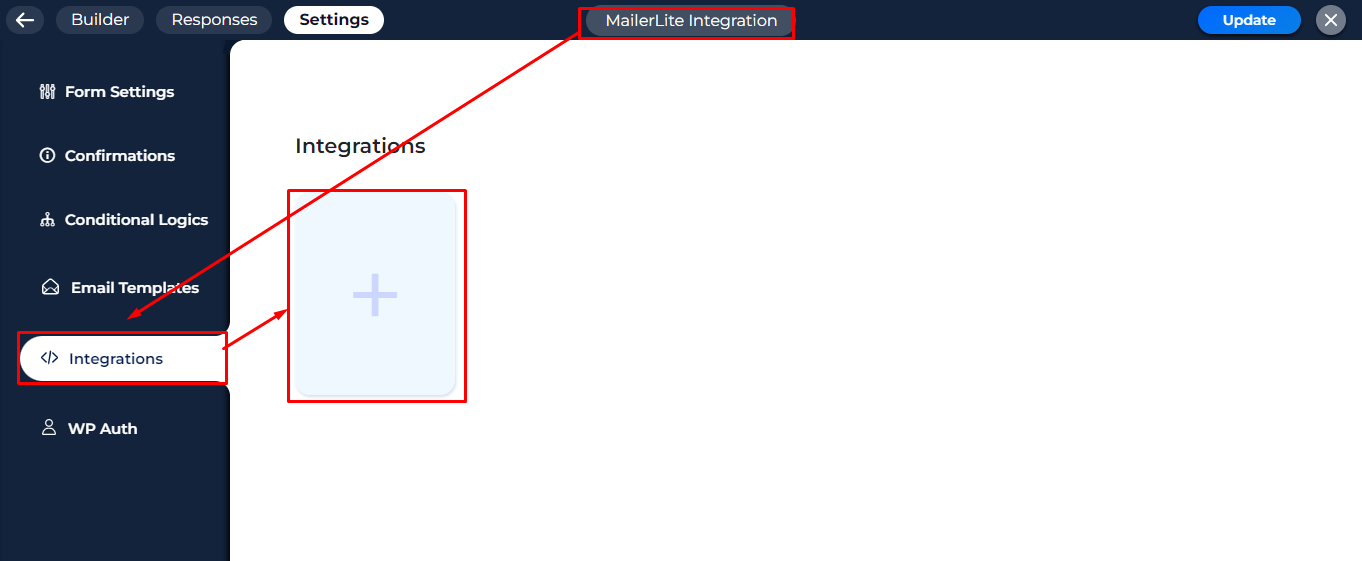 Builder
Responses
Settings
MailerLite Integration
Update
Form Settings
Confirmations
Conditional Logics
Email Templates
Integrations
WP Auth
Integrations